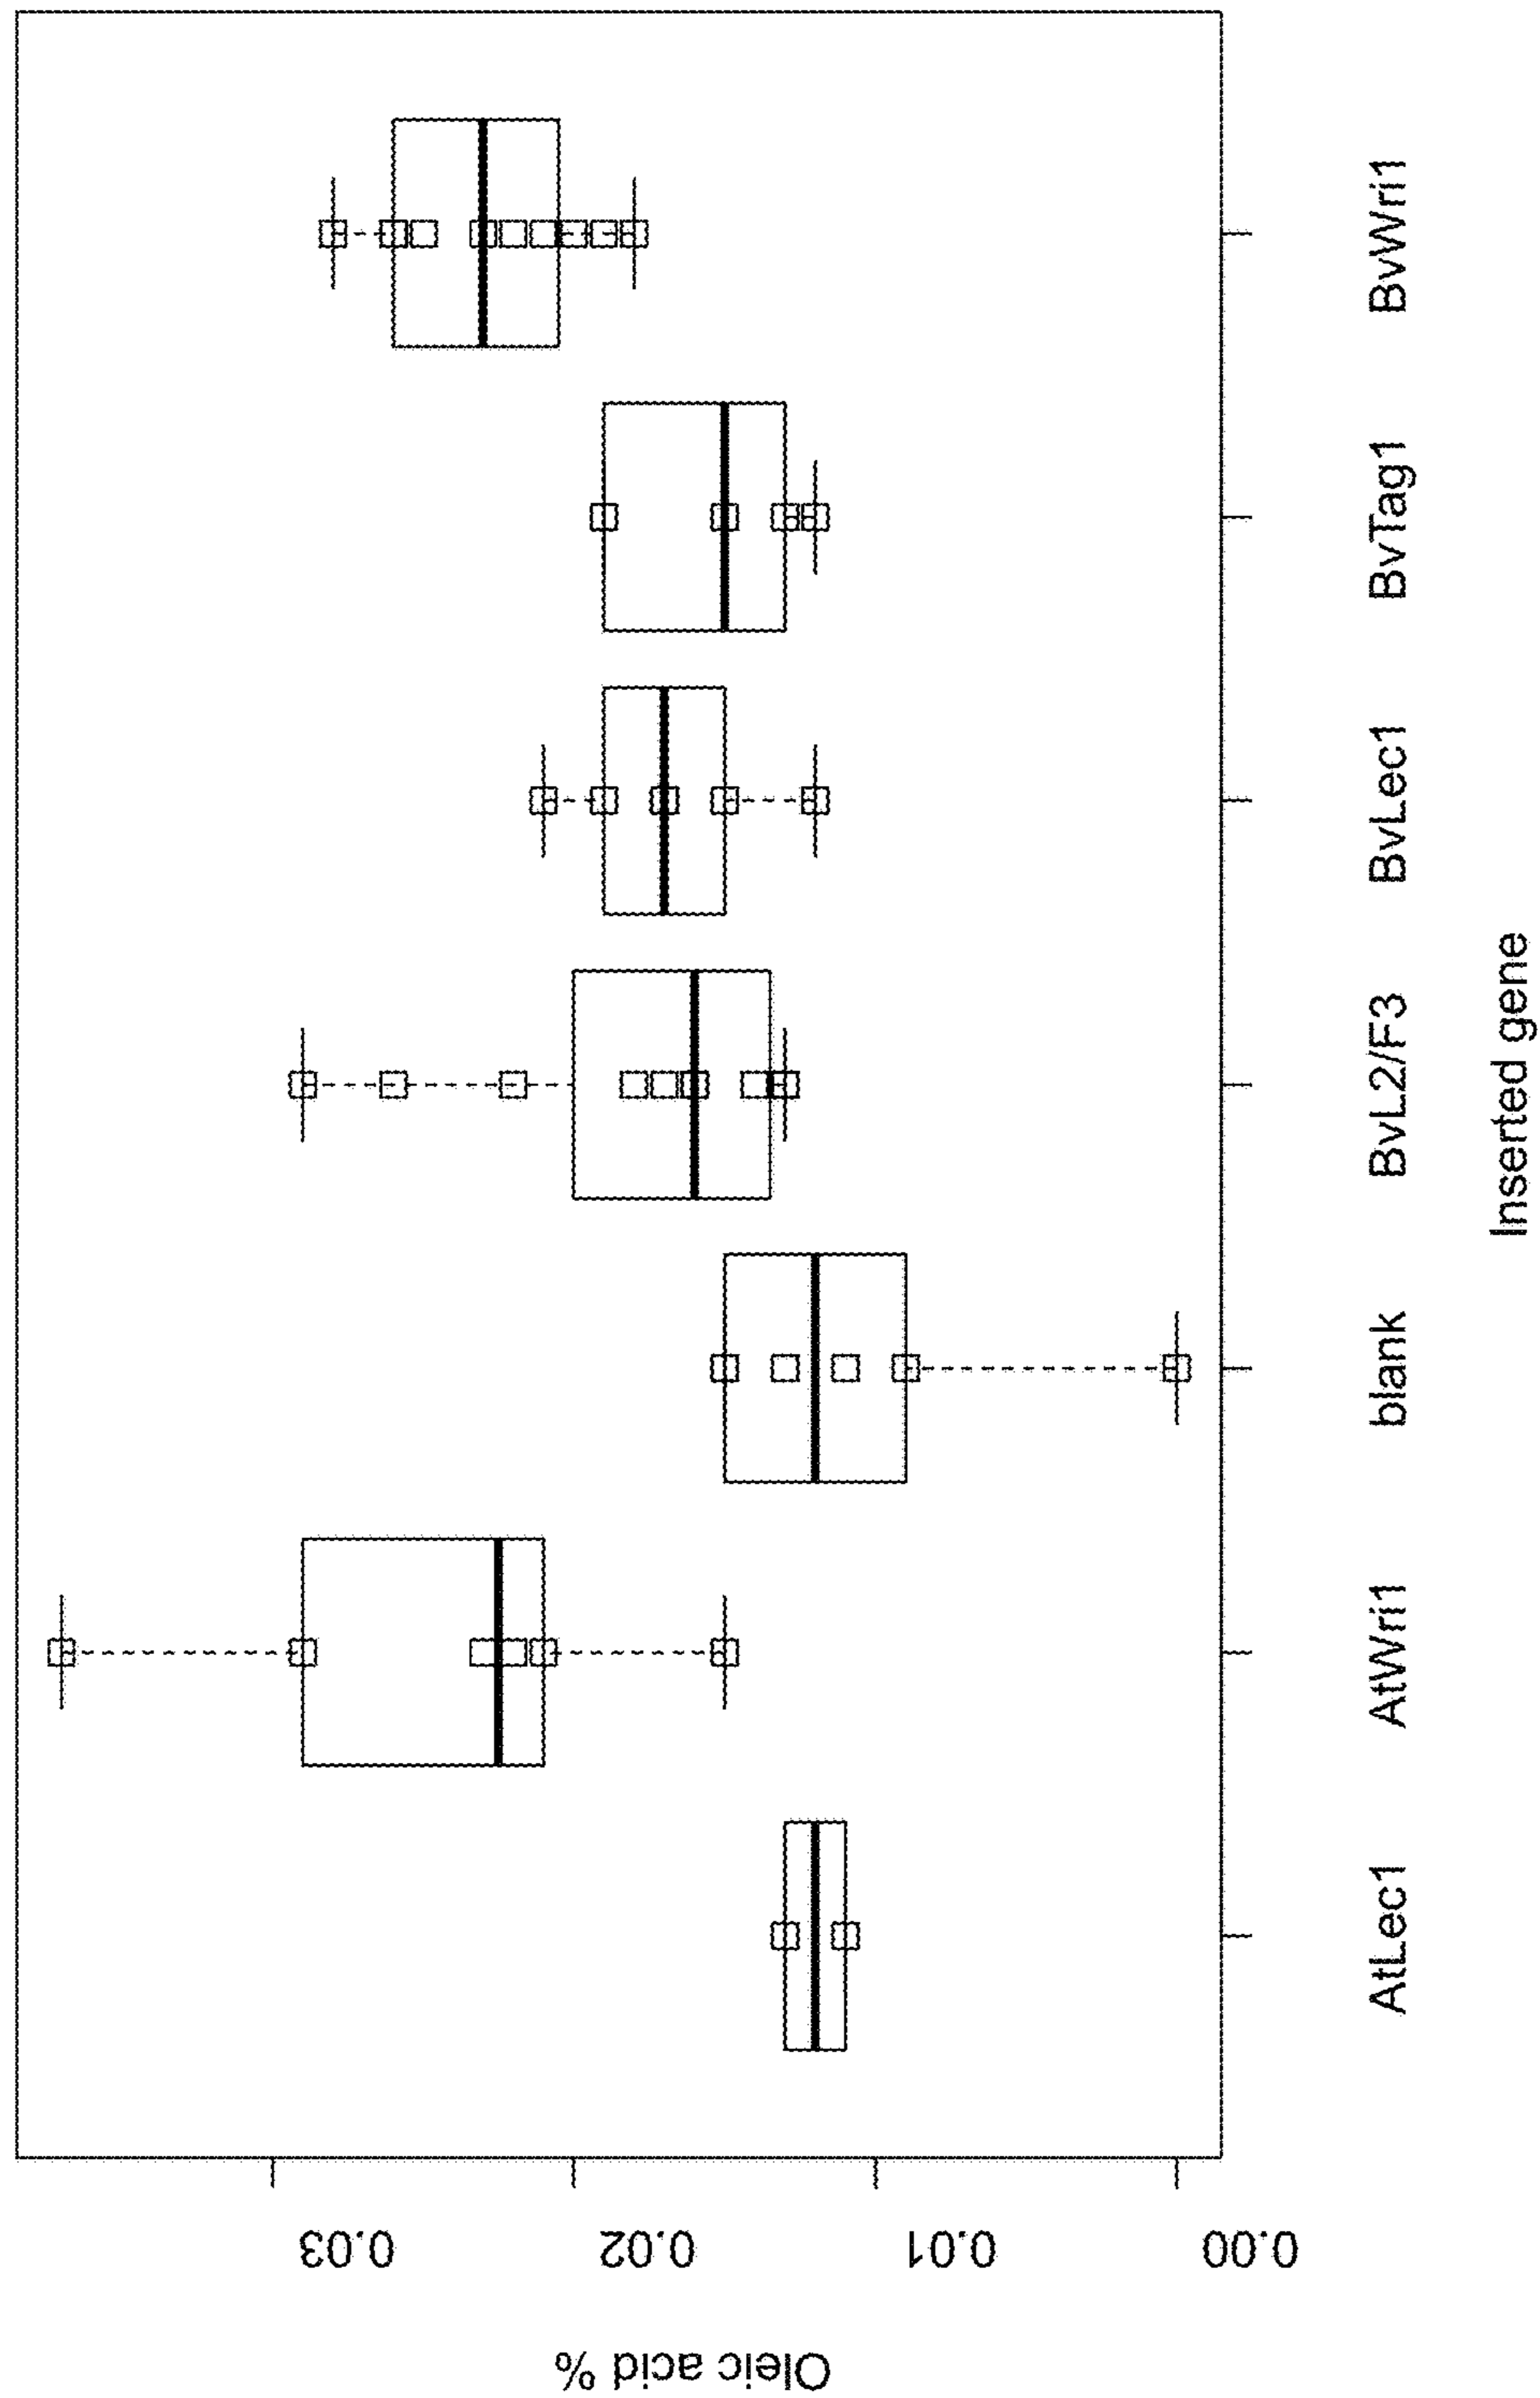 Oleic acid %
0.03
0.02
0.01
0.00
AtLec1
AtWri1
blank
BvL2/F3
BvLec1
BvTag1
BvWri1
Inserted gene